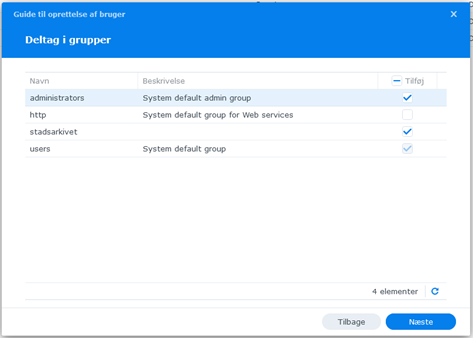 Guide til oprettelse af bruger
Deltag i grupper
Navn Beskrivelse Tilføj
administrators System default admin group
http System default group for Web services
stadsarkivet
users System default group
4 elementer
Tilbage Næste